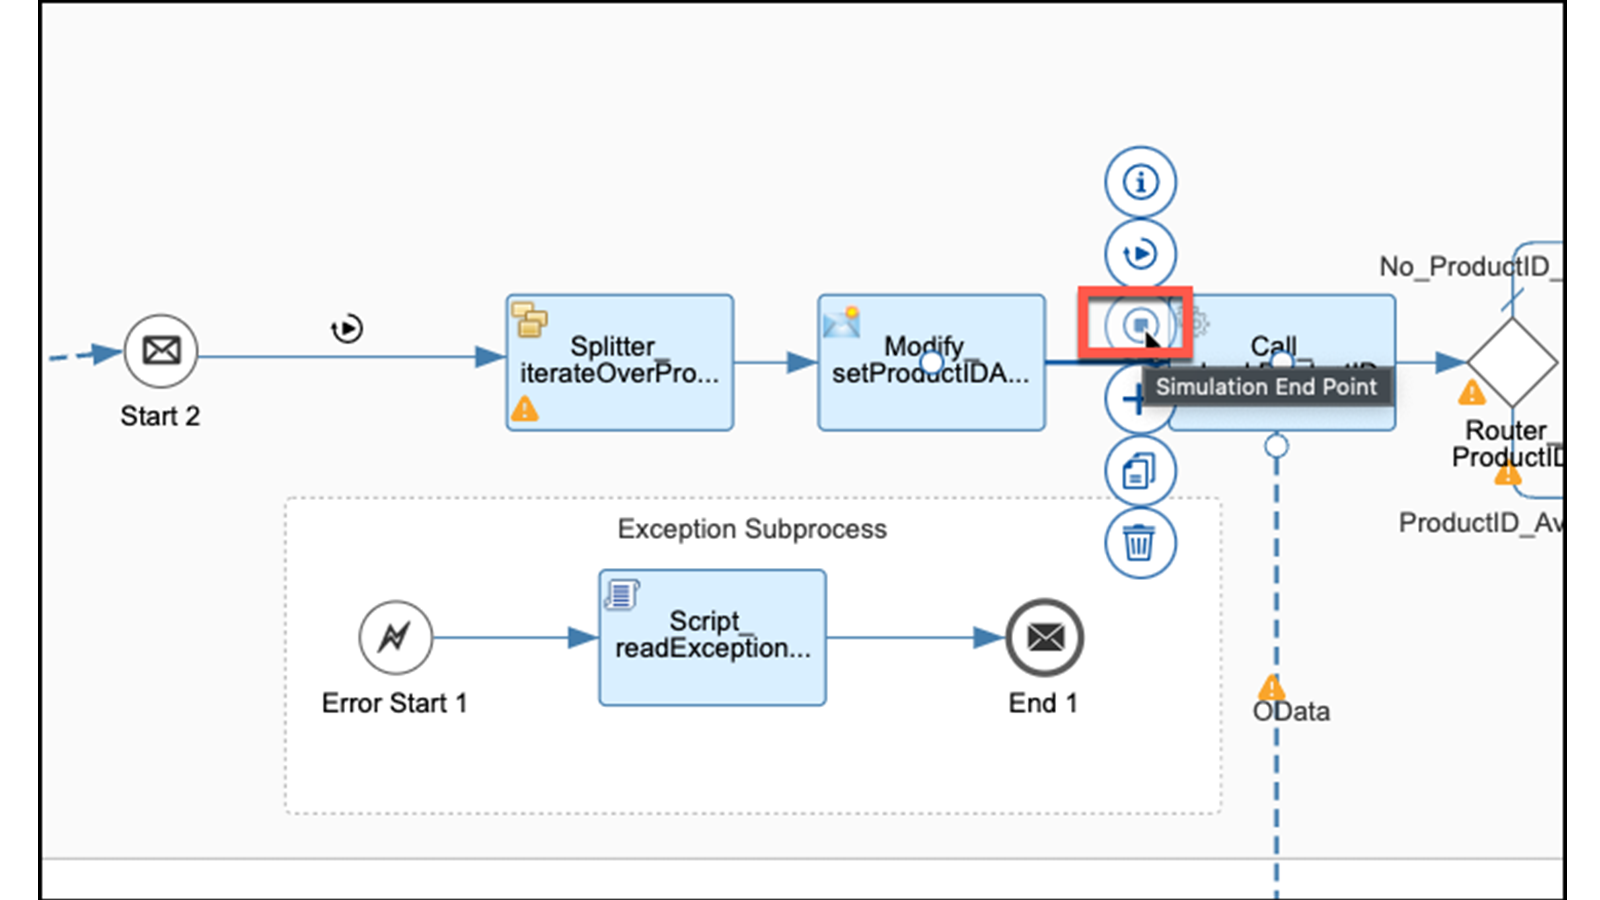 No_ProductID_
Splitter_
iterateOverPro...
Modify_
setProductIDA...
Call_
Simulation End Point
Start 2
Router_
ProductID
ProductID_Av
Exception Subprocess
Script_
readException...
Error Start 1
End 1
OData